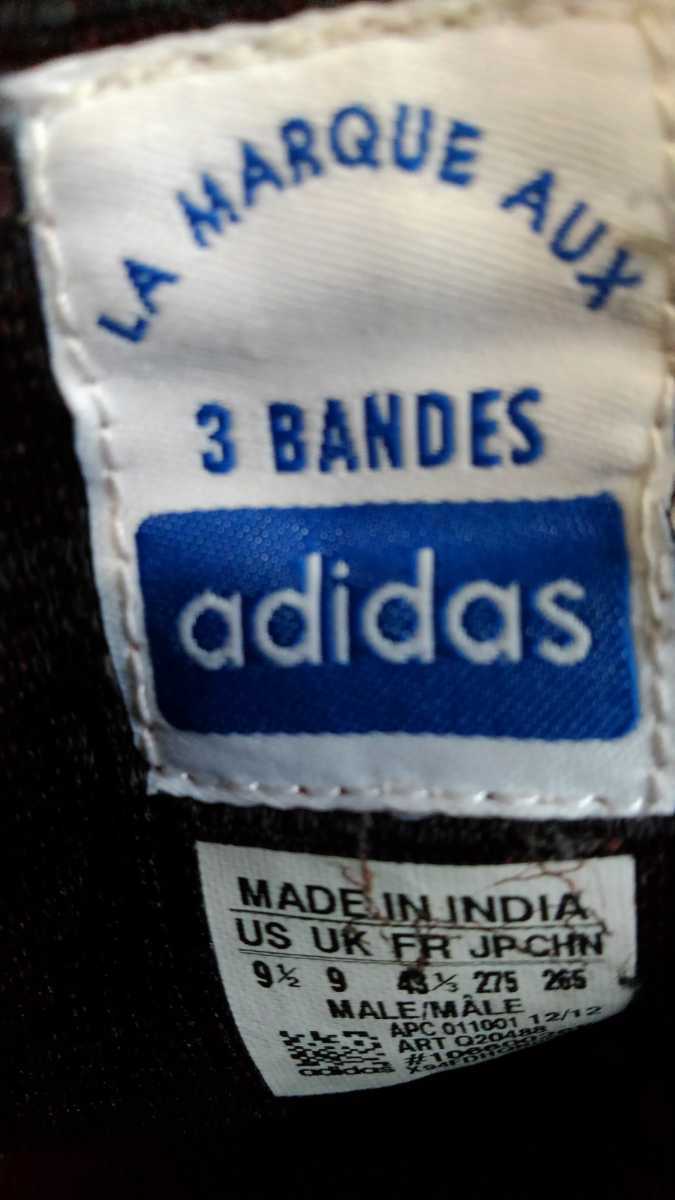 LA MARQUE AUX
3 BANDES
adidas
MADE IN INDIA
US UK FR JP CHN
9½ 9 43⅓ 275 265
MALE/MÂLE
APC 011001 12/12
ART Q20488
adidas